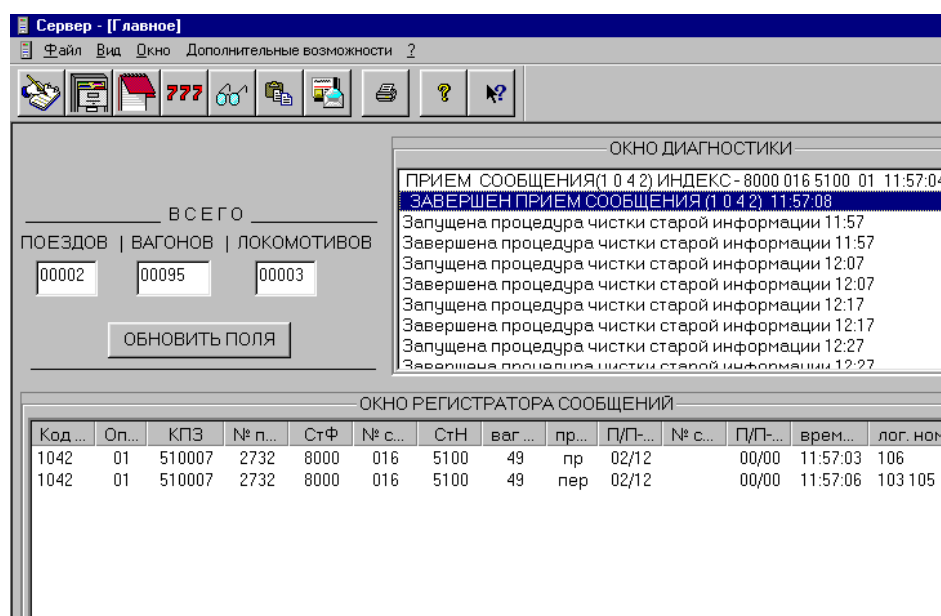 Сервер - [Главное]
Файл Вид Окно Дополнительные возможности ?
777
ОКНО ДИАГНОСТИКИ
ПРИЕМ СООБЩЕНИЯ(1 0 4 2) ИНДЕКС - 8000 016 5100 01 11:57:04
ЗАВЕРШЕН ПРИЕМ СООБЩЕНИЯ (1 0 4 2) 11:57:08
Запущена процедура чистки старой информации 11:57
Завершена процедура чистки старой информации 11:57
Запущена процедура чистки старой информации 12:07
Завершена процедура чистки старой информации 12:07
Запущена процедура чистки старой информации 12:17
Завершена процедура чистки старой информации 12:17
Запущена процедура чистки старой информации 12:27
Завершена процедура чистки старой информации 12:27
ВСЕГО
ПОЕЗДОВ | ВАГОНОВ | ЛОКОМОТИВОВ
00002 00095 00003
ОБНОВИТЬ ПОЛЯ
ОКНО РЕГИСТРАТОРА СООБЩЕНИЙ
Код ... Оп... КПЗ № п... СтФ № с... СтН ваг ... пр... П/П-... № с... П/П-... врем... лог. ном
1042 01 510007 2732 8000 016 5100 49 пр 02/12 00/00 11:57:03 106
1042 01 510007 2732 8000 016 5100 49 пер 02/12 00/00 11:57:06 103 105